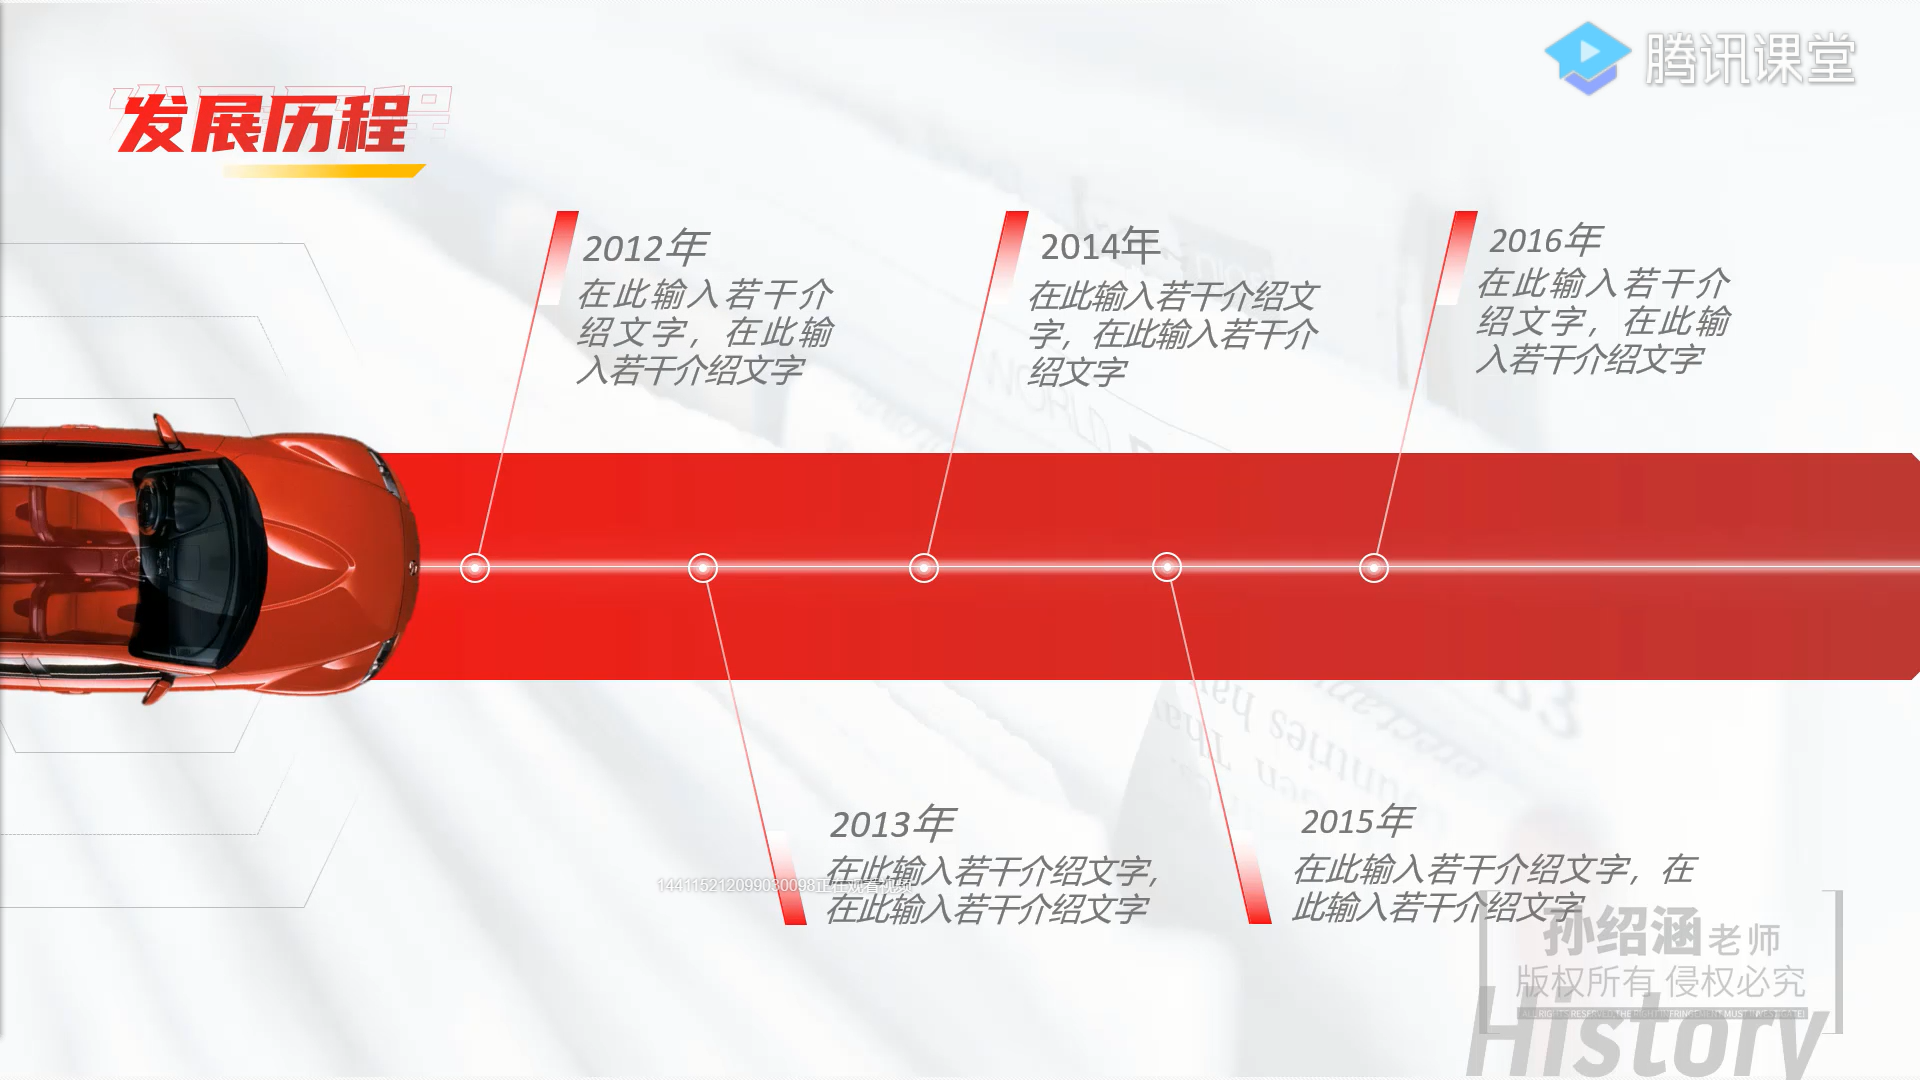 腾讯课堂
发展历程
2012年
在此输入若干介
绍文字，在此输
入若干介绍文字
2014年
在此输入若干介绍文
字，在此输入若干介
绍文字
2016年
在此输入若干介
绍文字，在此输
入若干介绍文字
2013年
在此输入若干介绍文字，
在此输入若干介绍文字
144115212099030098正在观看视频
2015年
在此输入若干介绍文字，在
此输入若干介绍文字
孙绍涵老师
版权所有 侵权必究
ALL RIGHTS RESERVED,THE RIGHT INFRINGEMENT MUST INVESTIGATE
History